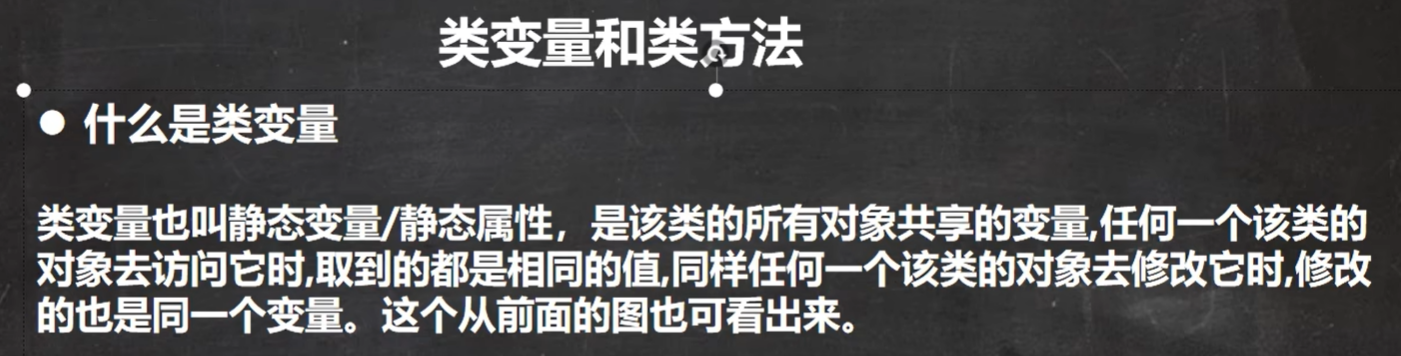 类变量和类方法
● 什么是类变量
类变量也叫静态变量/静态属性，是该类的所有对象共享的变量,任何一个该类的
对象去访问它时,取到的都是相同的值,同样任何一个该类的对象去修改它时,修改
的也是同一个变量。这个从前面的图也可看出来。